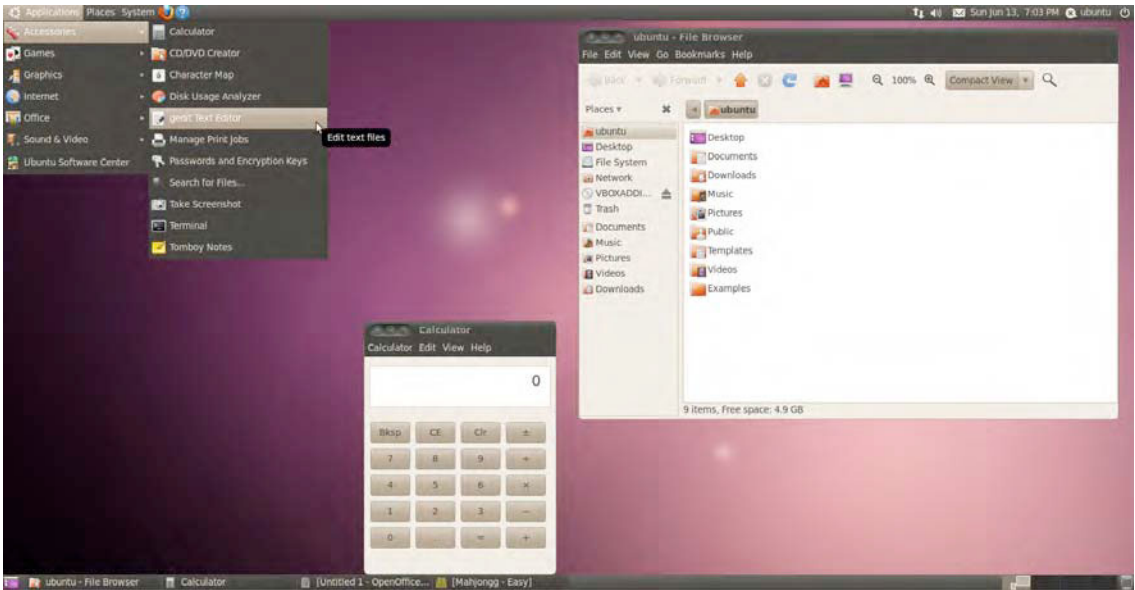 Applications Places System
Sun Jun 13, 7:03 PM ubuntu
Accessories
Games
Graphics
Internet
Office
Sound & Video
Ubuntu Software Center
Calculator
CD/DVD Creator
Character Map
Disk Usage Analyzer
gedit Text Editor
Manage Print Jobs
Passwords and Encryption Keys
Search for Files...
Take Screenshot
Terminal
Tomboy Notes
Edit text files
ubuntu - File Browser
File Edit View Go Bookmarks Help
Back Forward 100% Compact View
Places
ubuntu
ubuntu
Desktop
File System
Network
VBOXADDI...
Trash
Documents
Music
Pictures
Videos
Downloads
Desktop
Documents
Downloads
Music
Pictures
Public
Templates
Videos
Examples
9 items, Free space: 4.9 GB
Calculator
Calculator Edit View Help
0
Bksp CE Clr ±
7 8 9 ÷
4 5 6 ×
1 2 3 −
0 . = +
ubuntu - File Browser Calculator [Untitled 1 - OpenOffice... [Mahjongg - Easy]